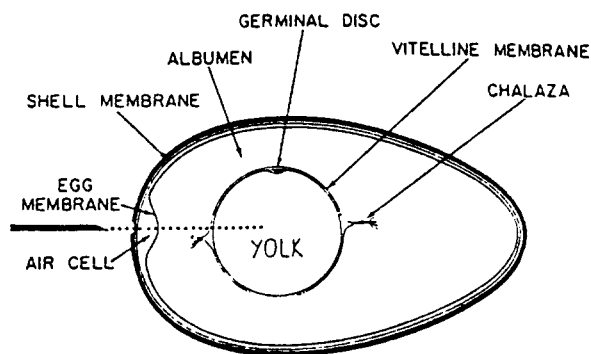 GERMINAL DISC
ALBUMEN
VITELLINE MEMBRANE
SHELL MEMBRANE
CHALAZA
EGG
MEMBRANE
AIR CELL
YOLK